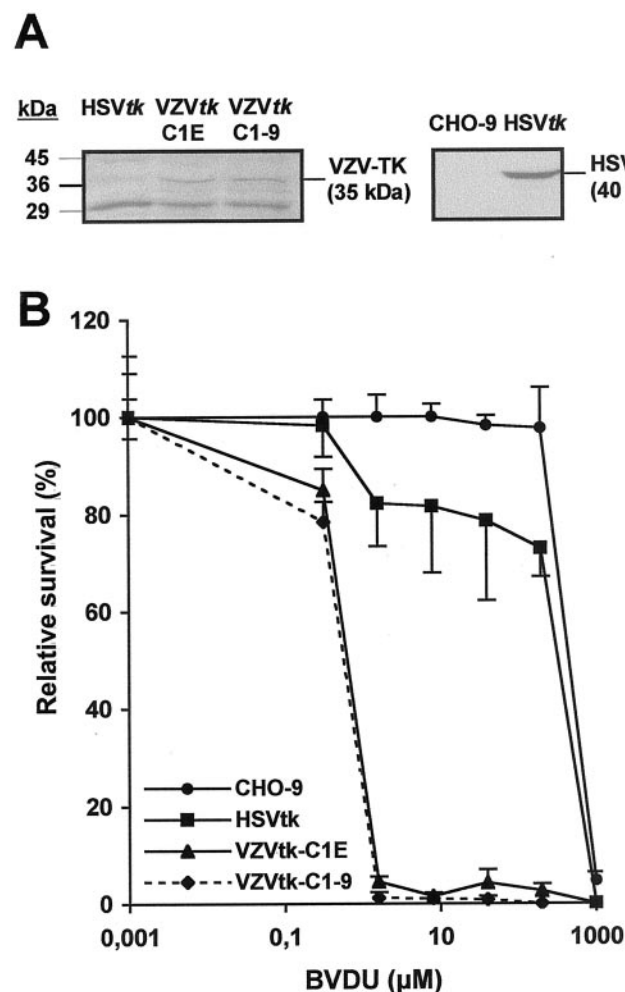 A
kDa HSVtk VZVtk VZVtk CHO-9 HSVtk
C1E C1-9
45
36
29
VZV-TK
(35 kDa)
HSV
(40
B
120
100
80
60
40
20
0
Relative survival (%)
CHO-9
HSVtk
VZVtk-C1E
VZVtk-C1-9
0,001 0,1 10 1000
BVDU (µM)